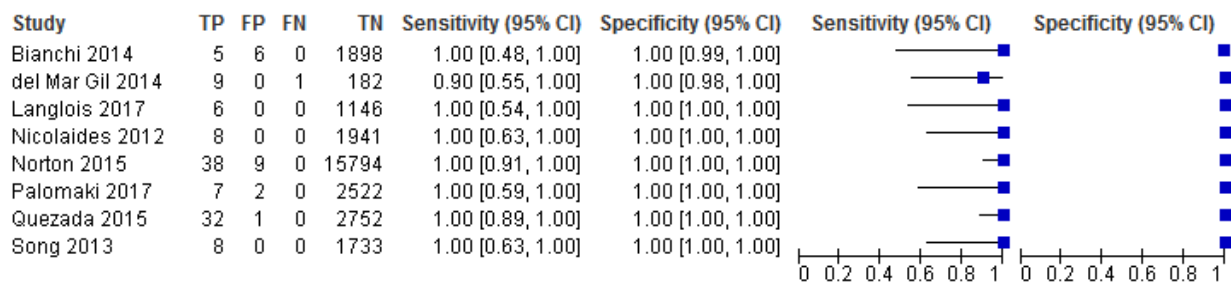 Study TP FP FN TN Sensitivity (95% CI) Specificity (95% CI) Sensitivity (95% CI) Specificity (95% CI)
Bianchi 2014 5 6 0 1898 1.00 [0.48, 1.00] 1.00 [0.99, 1.00]
del Mar Gil 2014 9 0 1 182 0.90 [0.55, 1.00] 1.00 [0.98, 1.00]
Langlois 2017 6 0 0 1146 1.00 [0.54, 1.00] 1.00 [1.00, 1.00]
Nicolaides 2012 8 0 0 1941 1.00 [0.63, 1.00] 1.00 [1.00, 1.00]
Norton 2015 38 9 0 15794 1.00 [0.91, 1.00] 1.00 [1.00, 1.00]
Palomaki 2017 7 2 0 2522 1.00 [0.59, 1.00] 1.00 [1.00, 1.00]
Quezada 2015 32 1 0 2752 1.00 [0.89, 1.00] 1.00 [1.00, 1.00]
Song 2013 8 0 0 1733 1.00 [0.63, 1.00] 1.00 [1.00, 1.00]
0 0.2 0.4 0.6 0.8 1 0 0.2 0.4 0.6 0.8 1